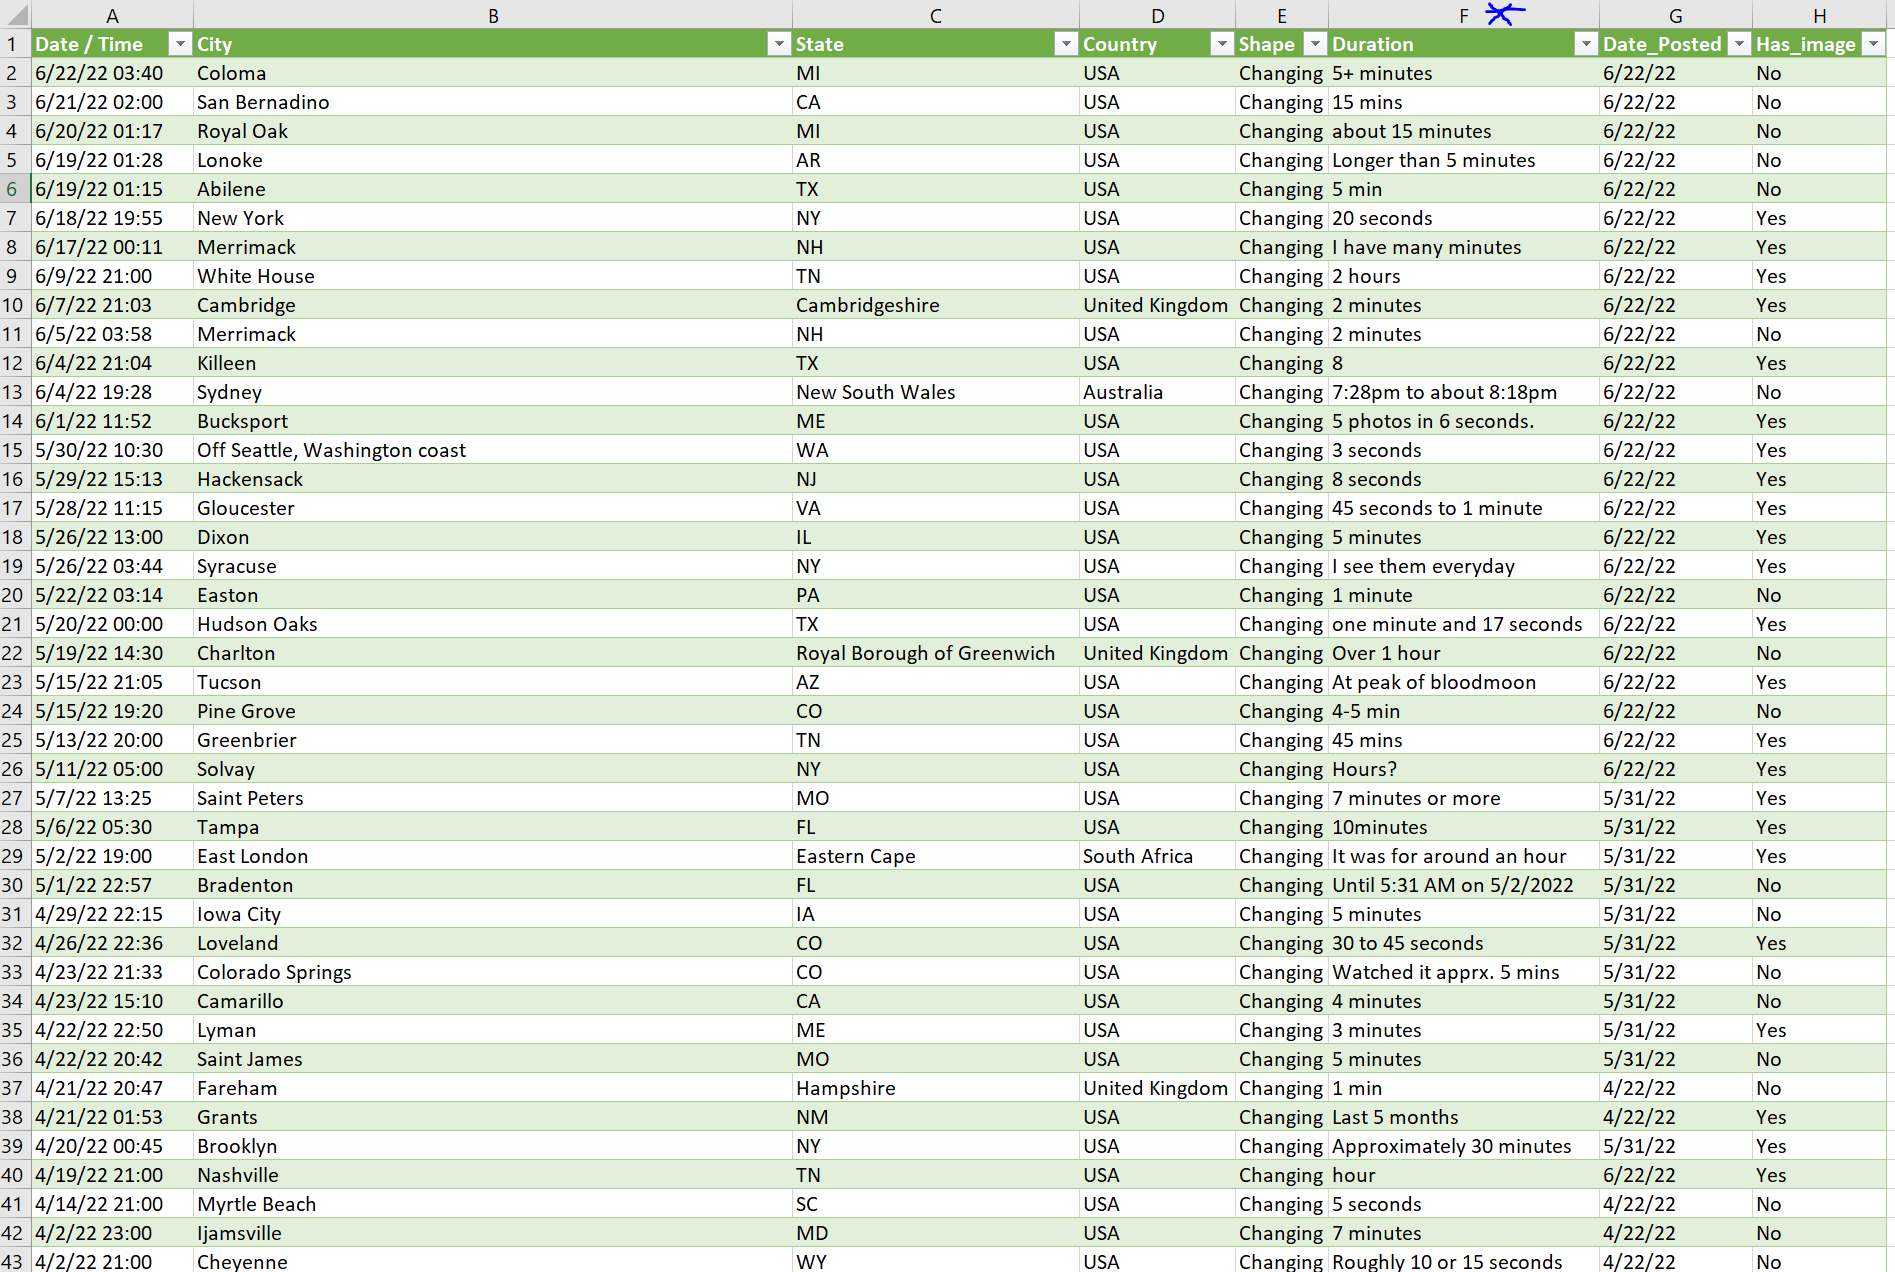 A B C D E F G H
1 Date / Time City State Country Shape Duration Date_Posted Has_image
2 6/22/22 03:40 Coloma MI USA Changing 5+ minutes 6/22/22 No
3 6/21/22 02:00 San Bernadino CA USA Changing 15 mins 6/22/22 No
4 6/20/22 01:17 Royal Oak MI USA Changing about 15 minutes 6/22/22 No
5 6/19/22 01:28 Lonoke AR USA Changing Longer than 5 minutes 6/22/22 No
6 6/19/22 01:15 Abilene TX USA Changing 5 min 6/22/22 No
7 6/18/22 19:55 New York NY USA Changing 20 seconds 6/22/22 Yes
8 6/17/22 00:11 Merrimack NH USA Changing I have many minutes 6/22/22 Yes
9 6/9/22 21:00 White House TN USA Changing 2 hours 6/22/22 Yes
10 6/7/22 21:03 Cambridge Cambridgeshire United Kingdom Changing 2 minutes 6/22/22 Yes
11 6/5/22 03:58 Merrimack NH USA Changing 2 minutes 6/22/22 No
12 6/4/22 21:04 Killeen TX USA Changing 8 6/22/22 Yes
13 6/4/22 19:28 Sydney New South Wales Australia Changing 7:28pm to about 8:18pm 6/22/22 No
14 6/1/22 11:52 Bucksport ME USA Changing 5 photos in 6 seconds. 6/22/22 Yes
15 5/30/22 10:30 Off Seattle, Washington coast WA USA Changing 3 seconds 6/22/22 Yes
16 5/29/22 15:13 Hackensack NJ USA Changing 8 seconds 6/22/22 Yes
17 5/28/22 11:15 Gloucester VA USA Changing 45 seconds to 1 minute 6/22/22 Yes
18 5/26/22 13:00 Dixon IL USA Changing 5 minutes 6/22/22 Yes
19 5/26/22 03:44 Syracuse NY USA Changing I see them everyday 6/22/22 Yes
20 5/22/22 03:14 Easton PA USA Changing 1 minute 6/22/22 No
21 5/20/22 00:00 Hudson Oaks TX USA Changing one minute and 17 seconds 6/22/22 Yes
22 5/19/22 14:30 Charlton Royal Borough of Greenwich United Kingdom Changing Over 1 hour 6/22/22 No
23 5/15/22 21:05 Tucson AZ USA Changing At peak of bloodmoon 6/22/22 Yes
24 5/15/22 19:20 Pine Grove CO USA Changing 4-5 min 6/22/22 No
25 5/13/22 20:00 Greenbrier TN USA Changing 45 mins 6/22/22 Yes
26 5/11/22 05:00 Solvay NY USA Changing Hours? 6/22/22 Yes
27 5/7/22 13:25 Saint Peters MO USA Changing 7 minutes or more 5/31/22 Yes
28 5/6/22 05:30 Tampa FL USA Changing 10minutes 5/31/22 Yes
29 5/2/22 19:00 East London Eastern Cape South Africa Changing It was for around an hour 5/31/22 Yes
30 5/1/22 22:57 Bradenton FL USA Changing Until 5:31 AM on 5/2/2022 5/31/22 No
31 4/29/22 22:15 Iowa City IA USA Changing 5 minutes 5/31/22 No
32 4/26/22 22:36 Loveland CO USA Changing 30 to 45 seconds 5/31/22 Yes
33 4/23/22 21:33 Colorado Springs CO USA Changing Watched it apprx. 5 mins 5/31/22 No
34 4/23/22 15:10 Camarillo CA USA Changing 4 minutes 5/31/22 No
35 4/22/22 22:50 Lyman ME USA Changing 3 minutes 5/31/22 Yes
36 4/22/22 20:42 Saint James MO USA Changing 5 minutes 5/31/22 No
37 4/21/22 20:47 Fareham Hampshire United Kingdom Changing 1 min 4/22/22 No
38 4/21/22 01:53 Grants NM USA Changing Last 5 months 4/22/22 Yes
39 4/20/22 00:45 Brooklyn NY USA Changing Approximately 30 minutes 5/31/22 Yes
40 4/19/22 21:00 Nashville TN USA Changing hour 6/22/22 Yes
41 4/14/22 21:00 Myrtle Beach SC USA Changing 5 seconds 4/22/22 No
42 4/2/22 23:00 Ijamsville MD USA Changing 7 minutes 4/22/22 No
43 4/2/22 21:00 Cheyenne WY USA Changing Roughly 10 or 15 seconds 4/22/22 No